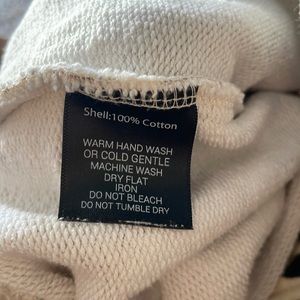 Shell:100% Cotton
WARM HAND WASH
OR COLD GENTLE
MACHINE WASH
DRY FLAT
IRON
DO NOT BLEACH
DO NOT TUMBLE DRY